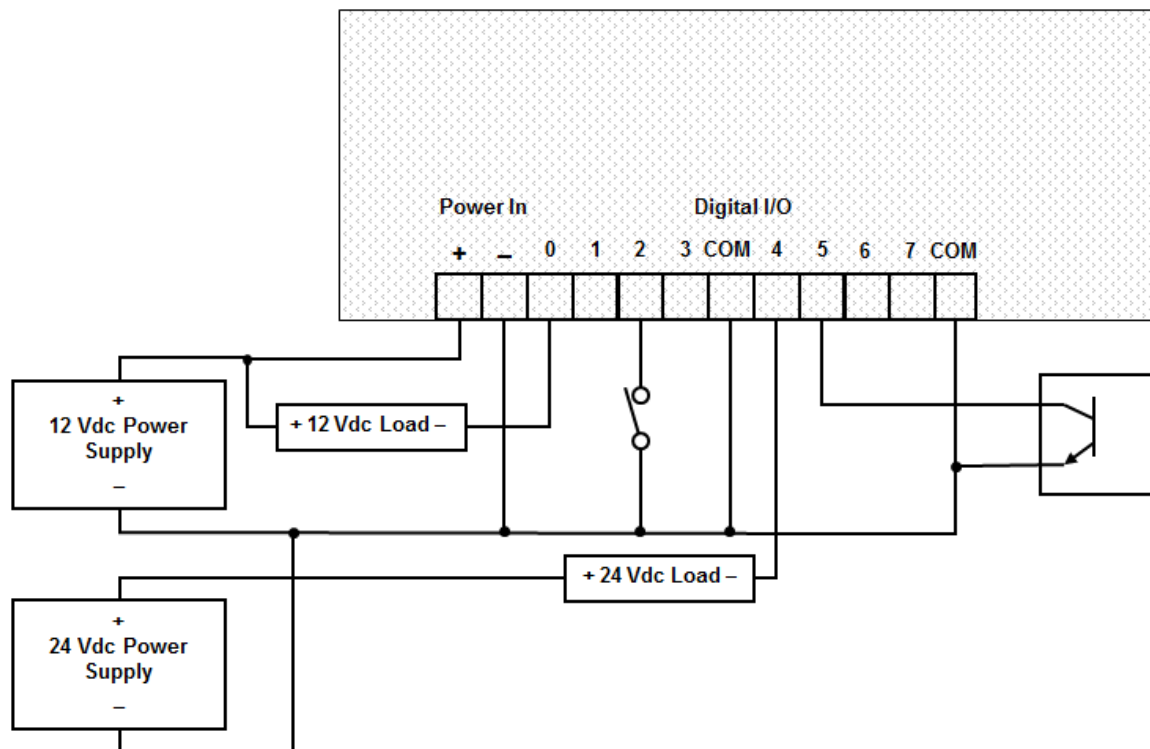 Power In Digital I/O
+ – 0 1 2 3 COM 4 5 6 7 COM
+
12 Vdc Power
Supply
–
+ 12 Vdc Load –
+ 24 Vdc Load –
+
24 Vdc Power
Supply
–